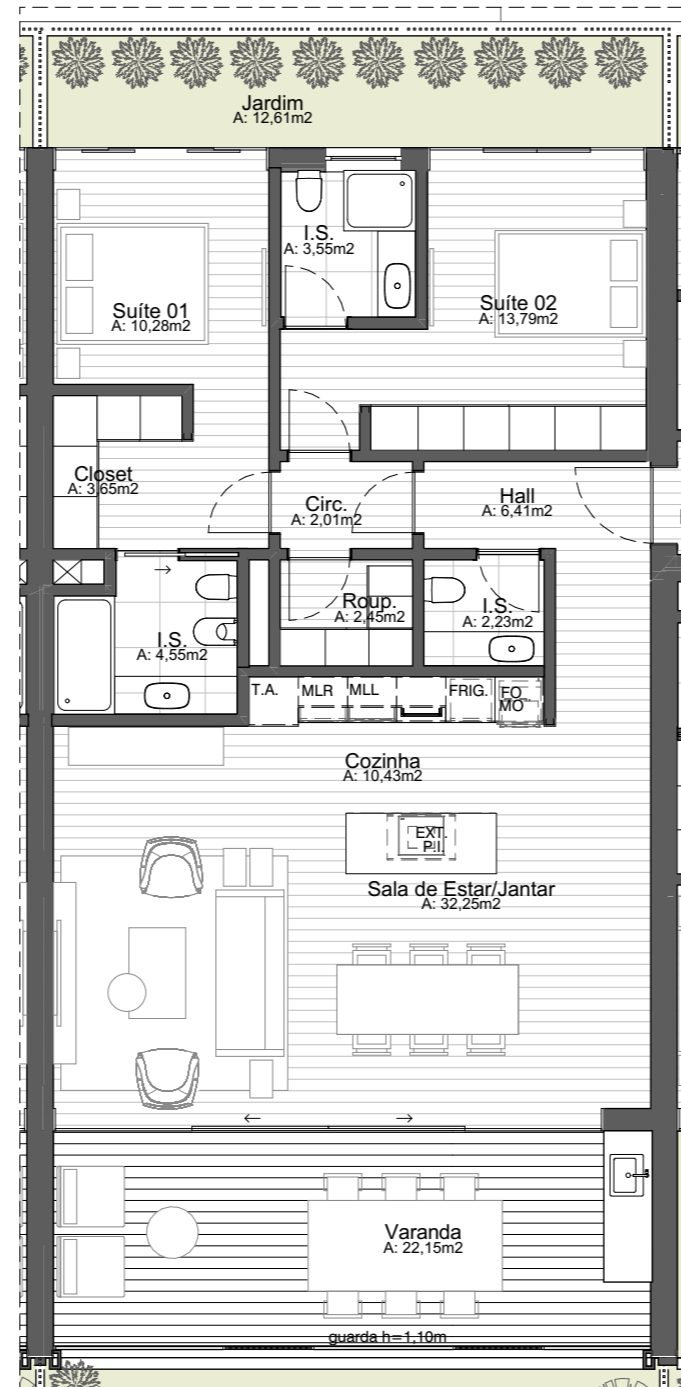 Jardim
A: 12,61m2
I.S.
A: 3,55m2
Suíte 01
A: 10,28m2
Suíte 02
A: 13,79m2
Closet
A: 3,65m2
Circ.
A: 2,01m2
Hall
A: 6,41m2
Roup.
A: 2,45m2
I.S.
A: 2,23m2
I.S.
A: 4,55m2
T.A.
MLR
MLL
FRIG.
FO
MO
Cozinha
A: 10,43m2
EXT.
P.I.
Sala de Estar/Jantar
A: 32,25m2
Varanda
A: 22,15m2
guarda h=1,10m